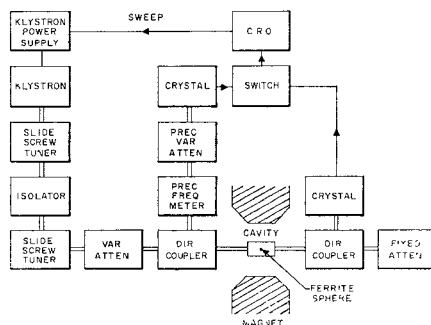 KLYSTRON
POWER
SUPPLY
SWEEP
C R O
KLYSTRON
CRYSTAL
SWITCH
SLIDE
SCREW
TUNER
PREC
VAR
ATTEN
ISOLATOR
PREC
FREQ
METER
CRYSTAL
SLIDE
SCREW
TUNER
VAR
ATTEN
DIR
COUPLER
CAVITY
DIR
COUPLER
FIXED
ATTEN
FERRITE
SPHERE
MAGNET